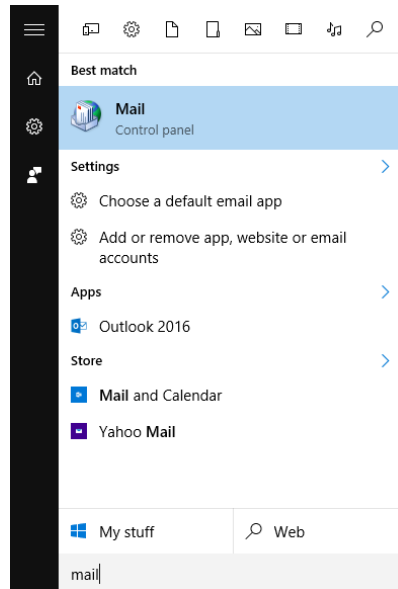 Best match
Mail
Control panel
Settings
Choose a default email app
Add or remove app, website or email
accounts
Apps
Outlook 2016
Store
Mail and Calendar
Yahoo Mail
My stuff
Web
mail